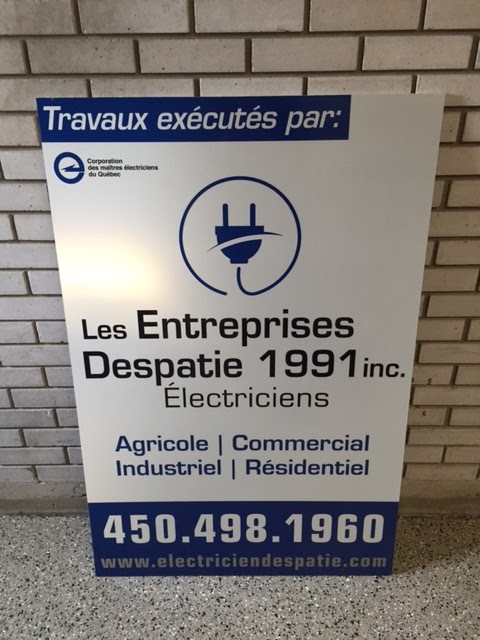 Travaux exécutés par:
Corporation
des maîtres électriciens
du Québec
Les Entreprises
Despatie 1991 inc.
Électriciens
Agricole | Commercial
Industriel | Résidentiel
450.498.1960
www.electriciendespatie.com